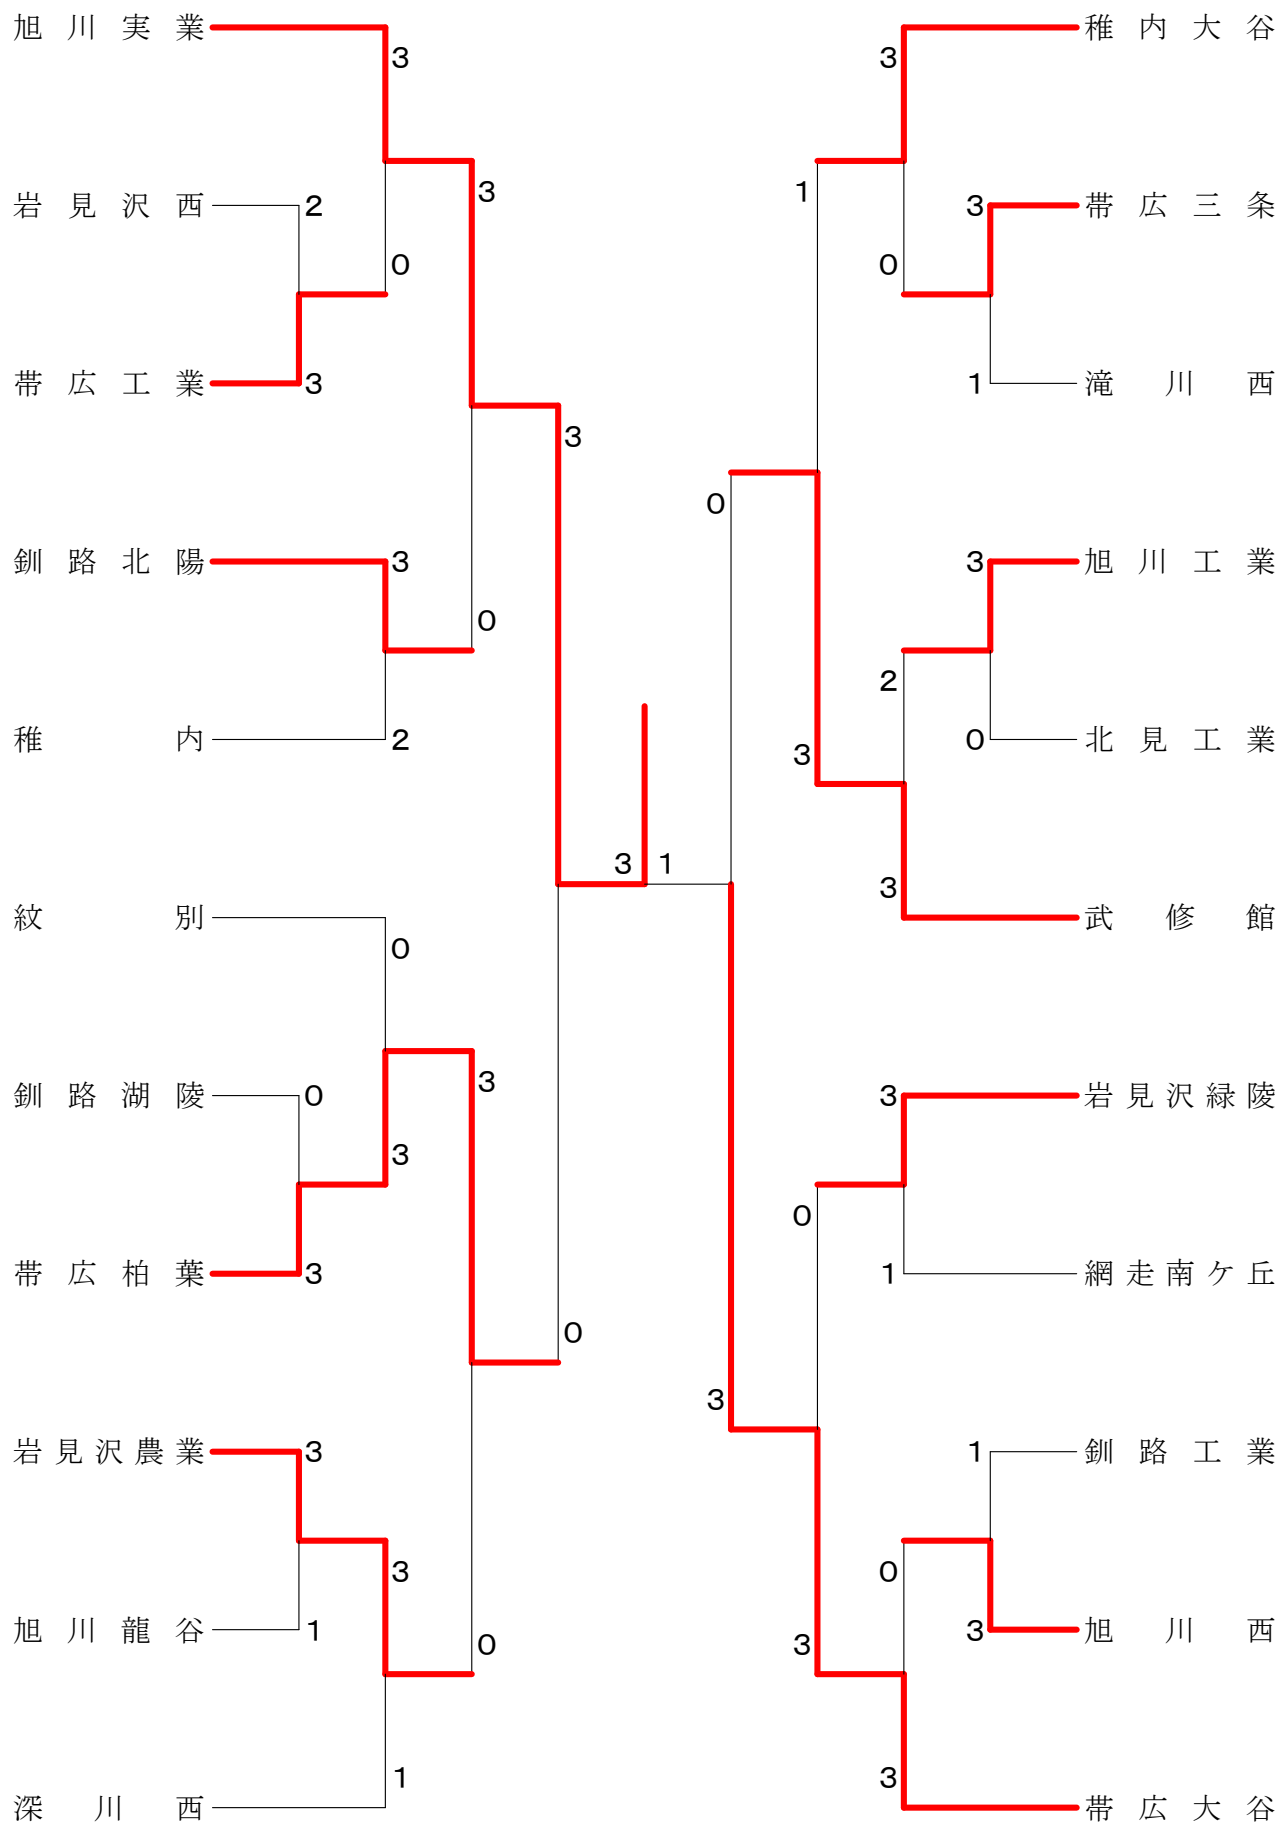 旭川実業
3
3
岩見沢西
2
0
帯広工業
3
3
釧路北陽
3
0
稚内
2
紋別
0
釧路湖陵
0
3
3
帯広柏葉
3
0
岩見沢農業
3
3
旭川龍谷
1
0
深川西
1
3 1
稚内大谷
3
1
帯広三条
3
0
滝川西
1
0
旭川工業
3
2
北見工業
0
3
武修館
3
岩見沢緑陵
3
0
網走南ケ丘
1
3
釧路工業
1
0
旭川西
3
3
帯広大谷
3